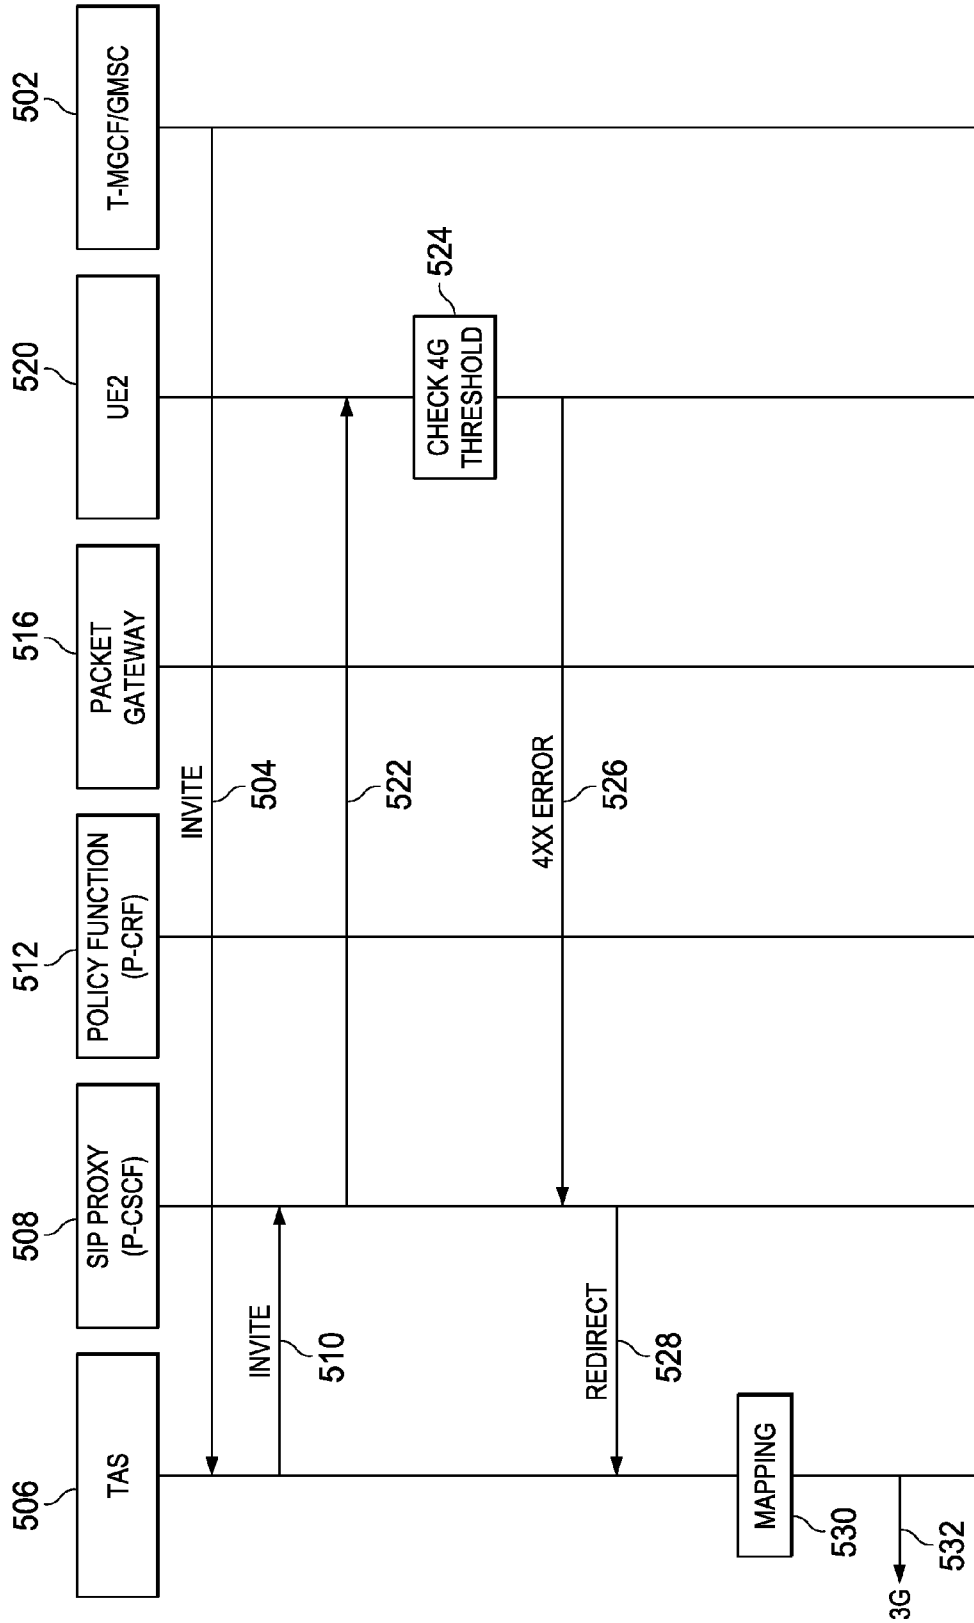 506
508
512
516
520
502
TAS
SIP PROXY
(P-CSCF)
POLICY FUNCTION
(P-CRF)
PACKET
GATEWAY
UE2
T-MGCF/GMSC
INVITE
504
INVITE
510
522
CHECK 4G
THRESHOLD
524
4XX ERROR
526
REDIRECT
528
MAPPING
530
3G
532